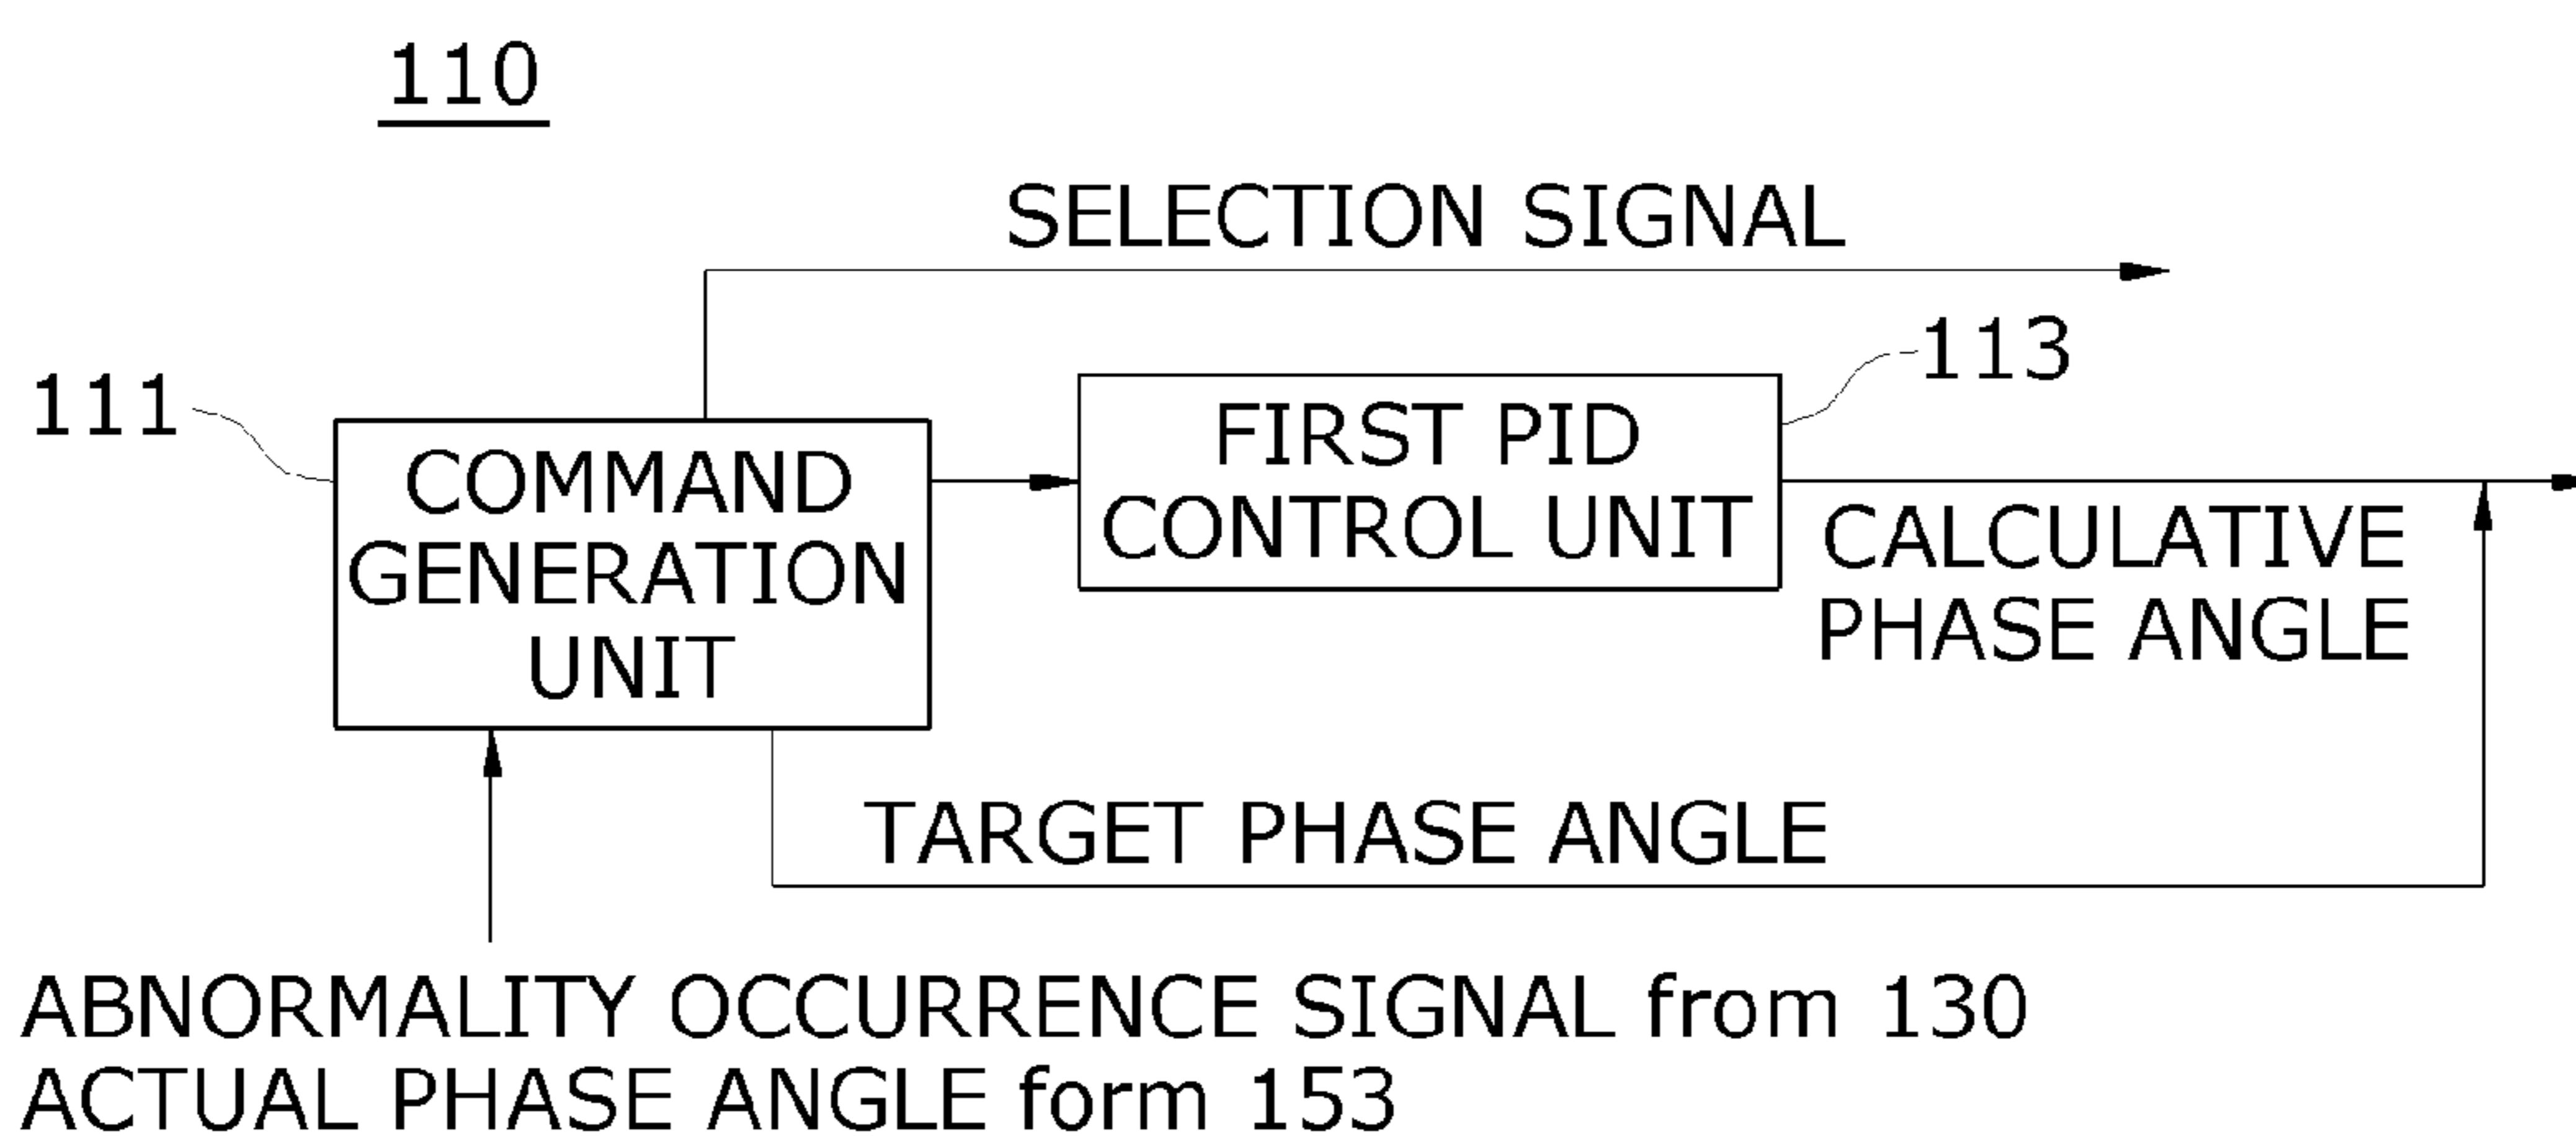 110
SELECTION SIGNAL
113
111
FIRST PID
CONTROL UNIT
COMMAND
GENERATION
UNIT
CALCULATIVE
PHASE ANGLE
TARGET PHASE ANGLE
ABNORMALITY OCCURRENCE SIGNAL from 130
ACTUAL PHASE ANGLE form 153